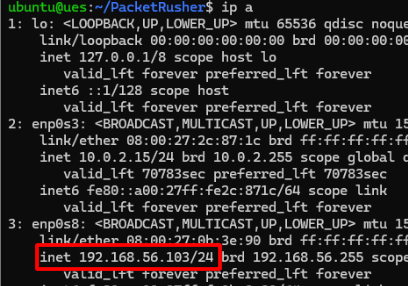 ubuntu@ues:~/PacketRusher$ ip a
1: lo: <LOOPBACK,UP,LOWER_UP> mtu 65536 qdisc noque
link/loopback 00:00:00:00:00:00 brd 00:00:00:00
inet 127.0.0.1/8 scope host lo
valid_lft forever preferred_lft forever
inet6 ::1/128 scope host
valid_lft forever preferred_lft forever
2: enp0s3: <BROADCAST,MULTICAST,UP,LOWER_UP> mtu 15
link/ether 08:00:27:2c:87:1c brd ff:ff:ff:ff:ff
inet 10.0.2.15/24 brd 10.0.2.255 scope global d
valid_lft 70783sec preferred_lft 70783sec
inet6 fe80::a00:27ff:fe2c:871c/64 scope link
valid_lft forever preferred_lft forever
3: enp0s8: <BROADCAST,MULTICAST,UP,LOWER_UP> mtu 15
link/ether 08:00:27:0b:3e:90 brd ff:ff:ff:ff:ff
inet 192.168.56.103/24 brd 192.168.56.255 scope
valid_lft forever preferred_lft forever